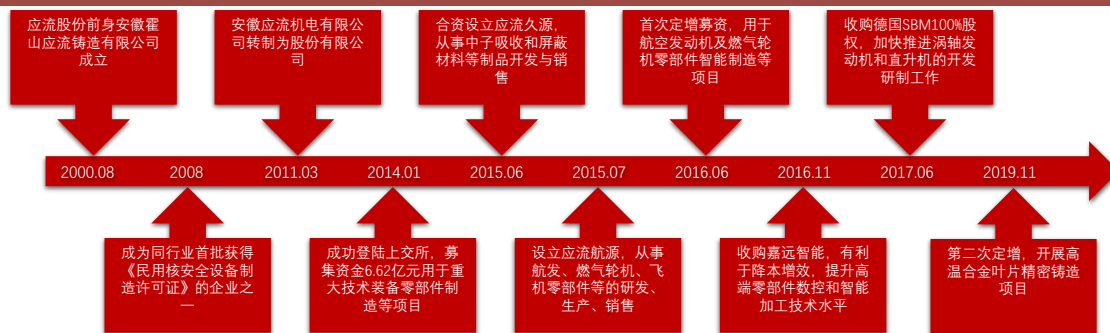 应流股份前身安徽霍
山应流铸造有限公司
成立
安徽应流机电有限公
司转制为股份有限公
司
合资设立应流久源，
从事中子吸收和屏蔽
材料等制品开发与销
售
首次定增募资，用于
航空发动机及燃气轮
机零部件智能制造等
项目
收购德国SBM100%股
权，加快推进涡轴发
动机和直升机的开发
研制工作
2000.08
2008
2011.03
2014.01
2015.06
2015.07
2016.06
2016.11
2017.06
2019.11
成为同行业首批获得
《民用核安全设备制
造许可证》的企业之
一
成功登陆上交所，募
集资金6.62亿元用于重
大技术装备零部件制
造等项目
设立应流航源，从事
航发、燃气轮机、飞
机零部件等的研发、
生产、销售
收购嘉远智能，有利
于降本增效，提升高
端零部件数控和智能
加工技术水平
第二次定增，开展高
温合金叶片精密铸造
项目